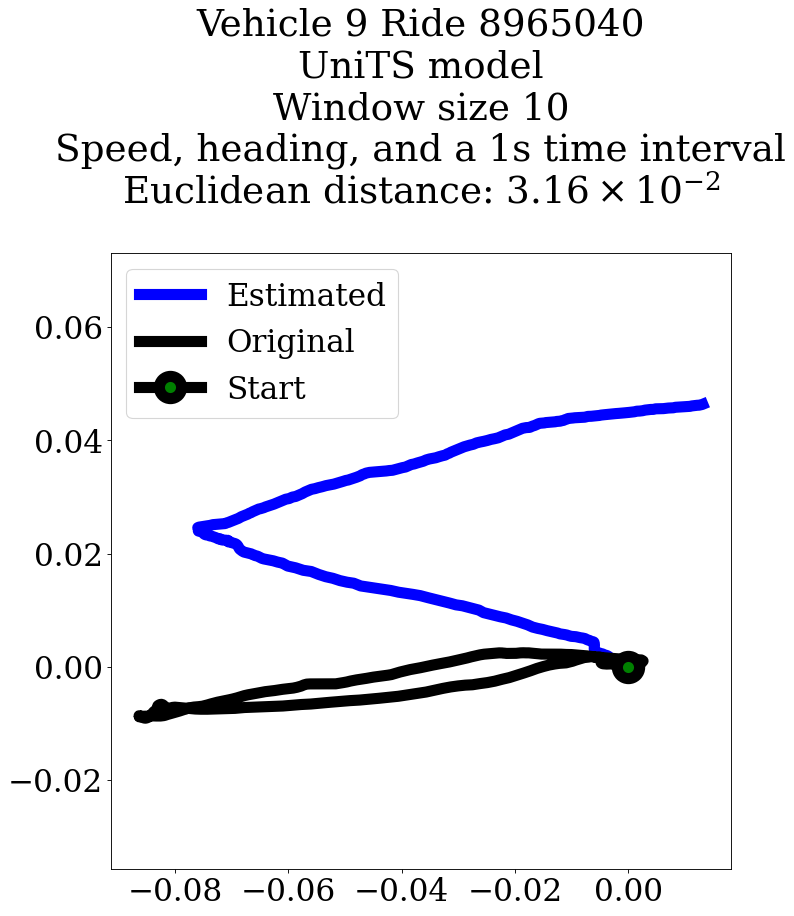 Vehicle 9 Ride 8965040
UniTS model
Window size 10
Speed, heading, and a 1s time interval
Euclidean distance: 3.16 × 10⁻²
Estimated
Original
Start
0.06
0.04
0.02
0.00
−0.02
−0.08 −0.06 −0.04 −0.02 0.00